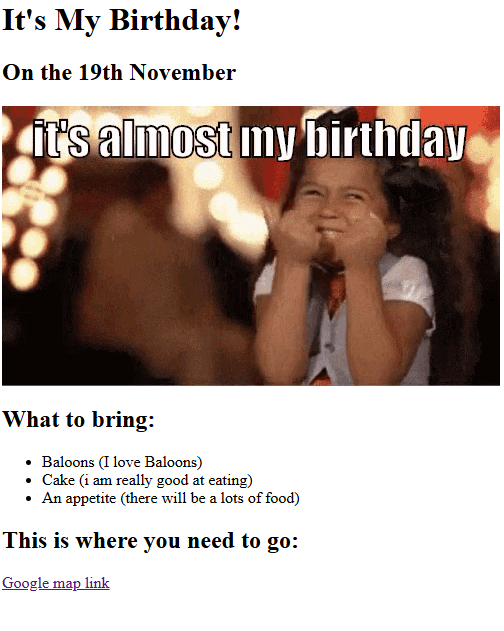 It's My Birthday!
On the 19th November
it's almost my birthday
What to bring:
Baloons (I love Baloons)
Cake (i am really good at eating)
An appetite (there will be a lots of food)
This is where you need to go:
Google map link